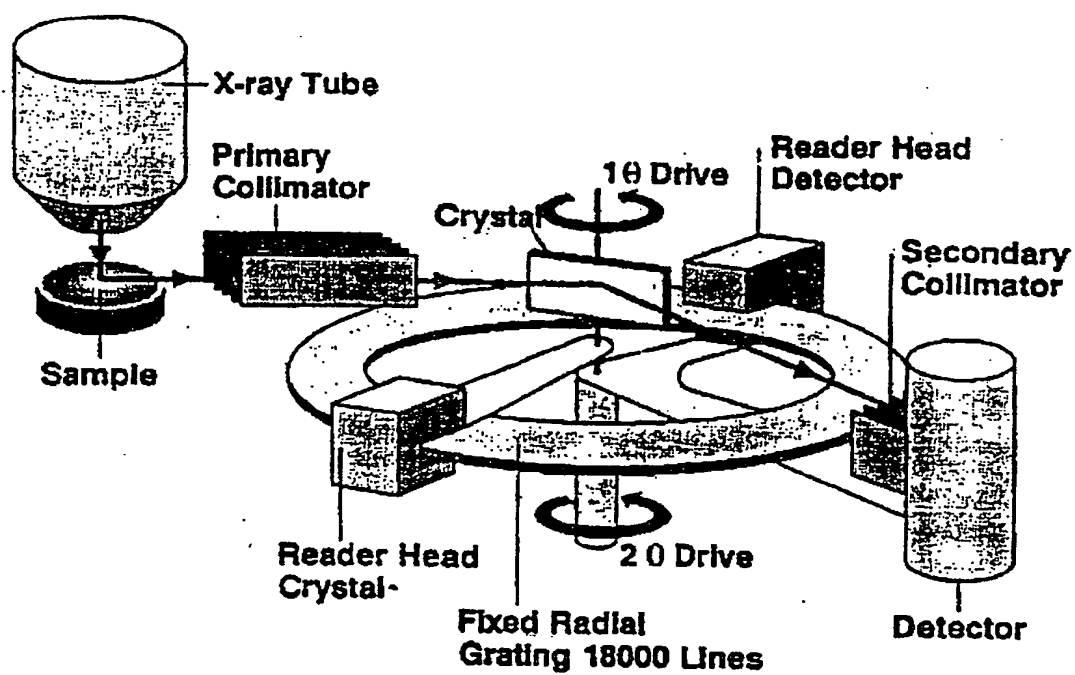 X-ray Tube
Primary
Collimator
1θ Drive
Reader Head
Detector
Crystal
Secondary
Collimator
Sample
Reader Head
Crystal-
2 θ Drive
Fixed Radial
Grating 18000 Lines
Detector